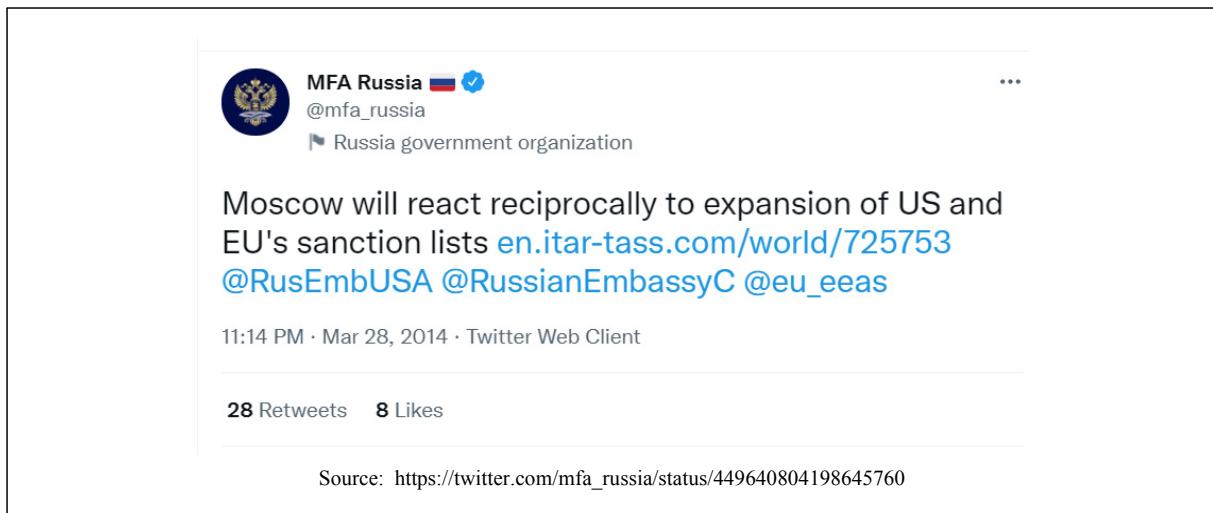 MFA Russia
@mfa_russia
Russia government organization
Moscow will react reciprocally to expansion of US and
EU's sanction lists en.itar-tass.com/world/725753
@RusEmbUSA @RussianEmbassyC @eu_eeas
11:14 PM · Mar 28, 2014 · Twitter Web Client
28 Retweets 8 Likes
Source: https://twitter.com/mfa_russia/status/449640804198645760